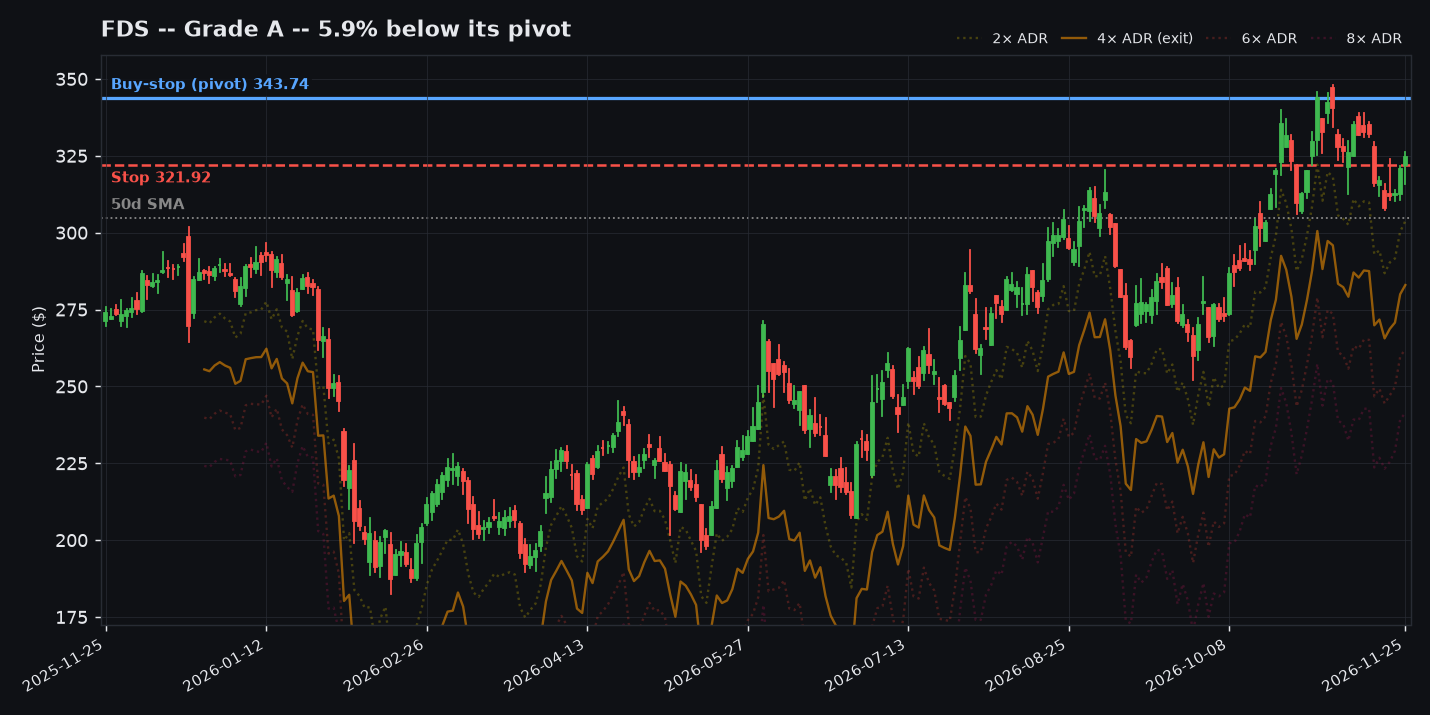 FDS -- Grade A -- 5.9% below its pivot
2× ADR
4× ADR (exit)
6× ADR
8× ADR
350
325
300
275
250
225
200
175
Price ($)
Buy-stop (pivot) 343.74
Stop 321.92
50d SMA
2025-11-25
2026-01-12
2026-02-26
2026-04-13
2026-05-27
2026-07-13
2026-08-25
2026-10-08
2026-11-25